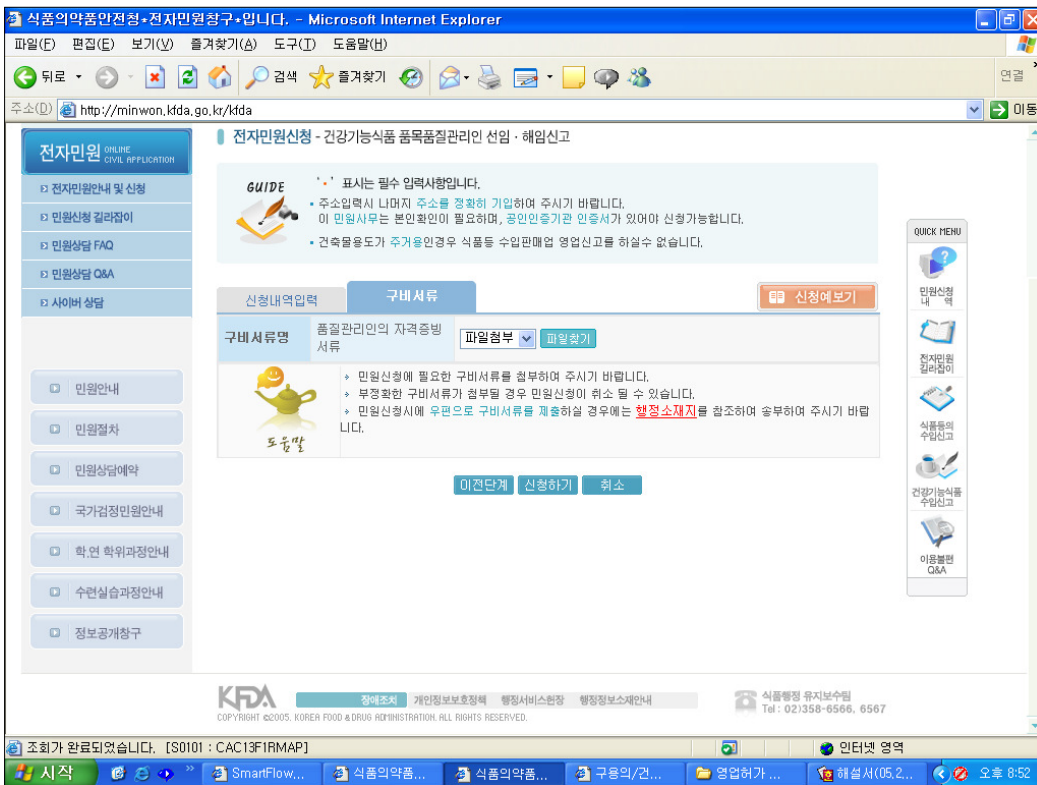 식품의약품안전청*전자민원창구*입니다. - Microsoft Internet Explorer
파일(F) 편집(E) 보기(V) 즐겨찾기(A) 도구(T) 도움말(H)
뒤로 검색 즐겨찾기 연결
주소(D) http://minwon.kfda.go.kr/kfda 이동
전자민원 ONLINE CIVIL APPLICATION
전자민원안내 및 신청
민원신청 길라잡이
민원상담 FAQ
민원상담 Q&A
사이버 상담
민원안내
민원절차
민원상담예약
국가검정민원안내
학.연 학위과정안내
수련실습과정안내
정보공개창구
전자민원신청 - 건강기능식품 품목품질관리인 선임 · 해임신고
GUIDE
'•' 표시는 필수 입력사항입니다.
• 주소입력시 나머지 주소를 정확히 기입하여 주시기 바랍니다.
이 민원사무는 본인확인이 필요하며, 공인인증기관 인증서가 있어야 신청가능합니다.
• 건축물용도가 주거용인경우 식품등 수입판매업 영업신고를 하실수 없습니다.
신청내역입력 구비서류 신청예보기
구비서류명 품질관리인의 자격증빙서류 파일첨부 파일찾기
민원신청에 필요한 구비서류를 첨부하여 주시기 바랍니다.
부정확한 구비서류가 첨부될 경우 민원신청이 취소 될 수 있습니다.
민원신청시에 우편으로 구비서류를 제출하실 경우에는 행정소재지를 참조하여 송부하여 주시기 바랍
니다.
도움말
이전단계 신청하기 취소
QUICK MENU
민원신청
내 역
전자민원
길라잡이
식품등의
수입신고
건강기능식품
수입신고
이용불편
Q&A
KFDA 장애조치 개인정보보호정책 행정서비스헌장 행정정보소재안내
COPYRIGHT ©2005. KOREA FOOD & DRUG ADMINISTRATION. ALL RIGHTS RESERVED.
식품행정 유지보수팀
Tel : 02)358-6566, 6567
조회가 완료되었습니다. [S0101 : CAC13F1RMAP] 인터넷 영역
시작 SmartFlow... 식품의약품... 식품의약품... 구용의/건... 영업허가 ... 해설서(05,2... 오후 8:52